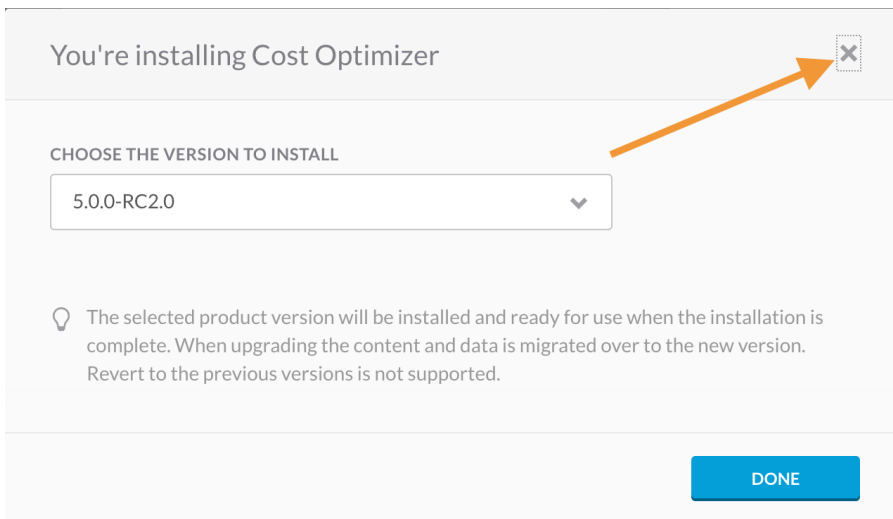 You're installing Cost Optimizer
CHOOSE THE VERSION TO INSTALL
5.0.0-RC2.0
The selected product version will be installed and ready for use when the installation is
complete. When upgrading the content and data is migrated over to the new version.
Revert to the previous versions is not supported.
DONE